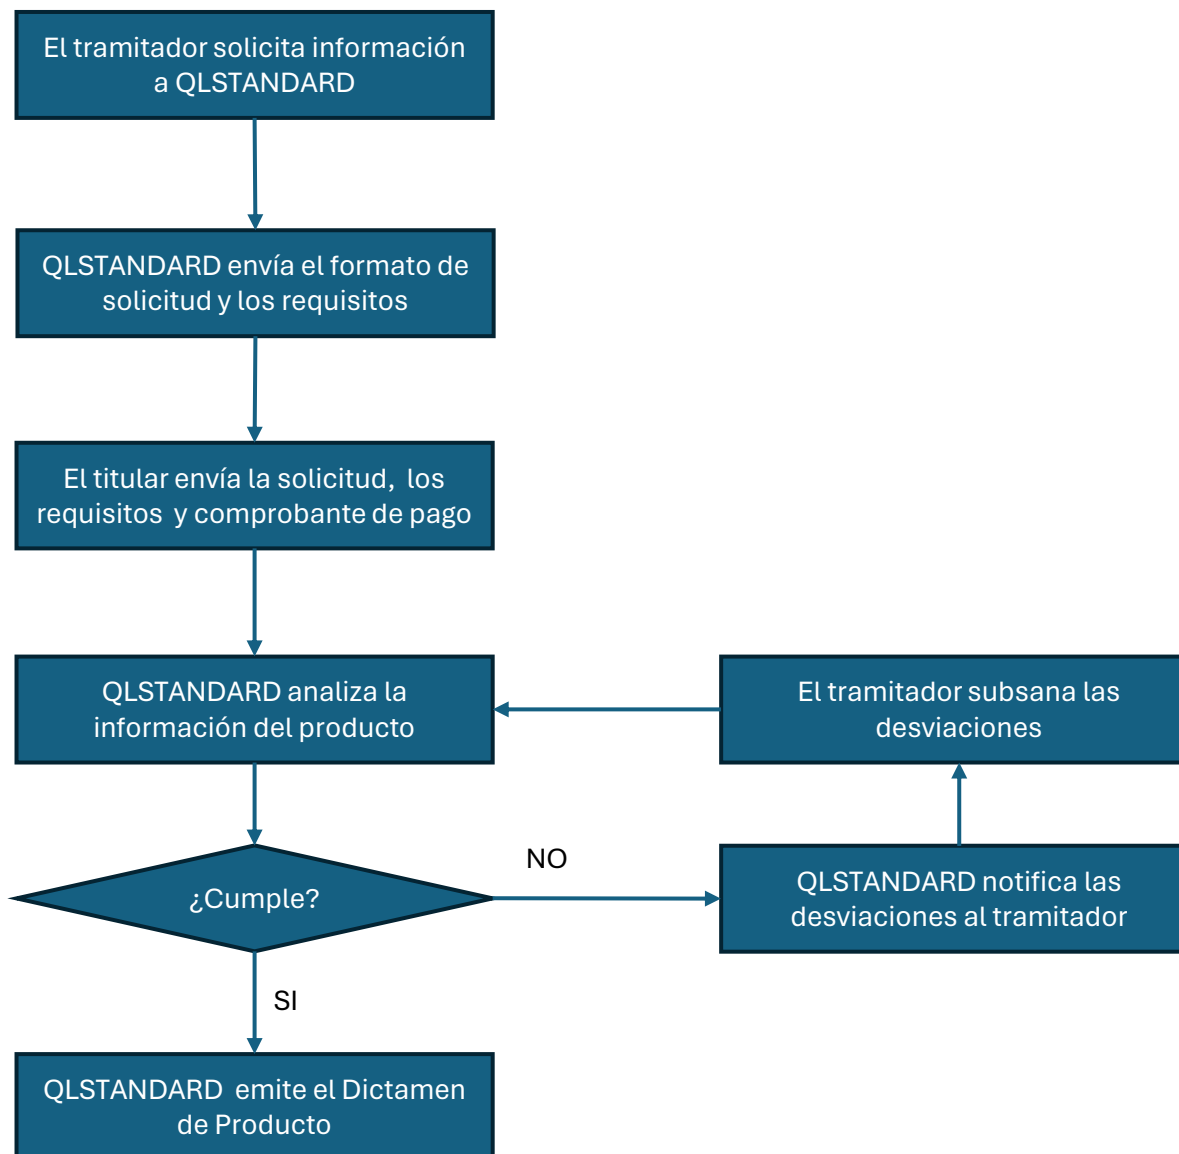 El tramitador solicita información
a QLSTANDARD
QLSTANDARD envía el formato de
solicitud y los requisitos
El titular envía la solicitud,  los
requisitos  y comprobante de pago
QLSTANDARD analiza la
información del producto
El tramitador subsana las
desviaciones
¿Cumple?
NO
QLSTANDARD notifica las
desviaciones al tramitador
SI
QLSTANDARD  emite el Dictamen
de Producto